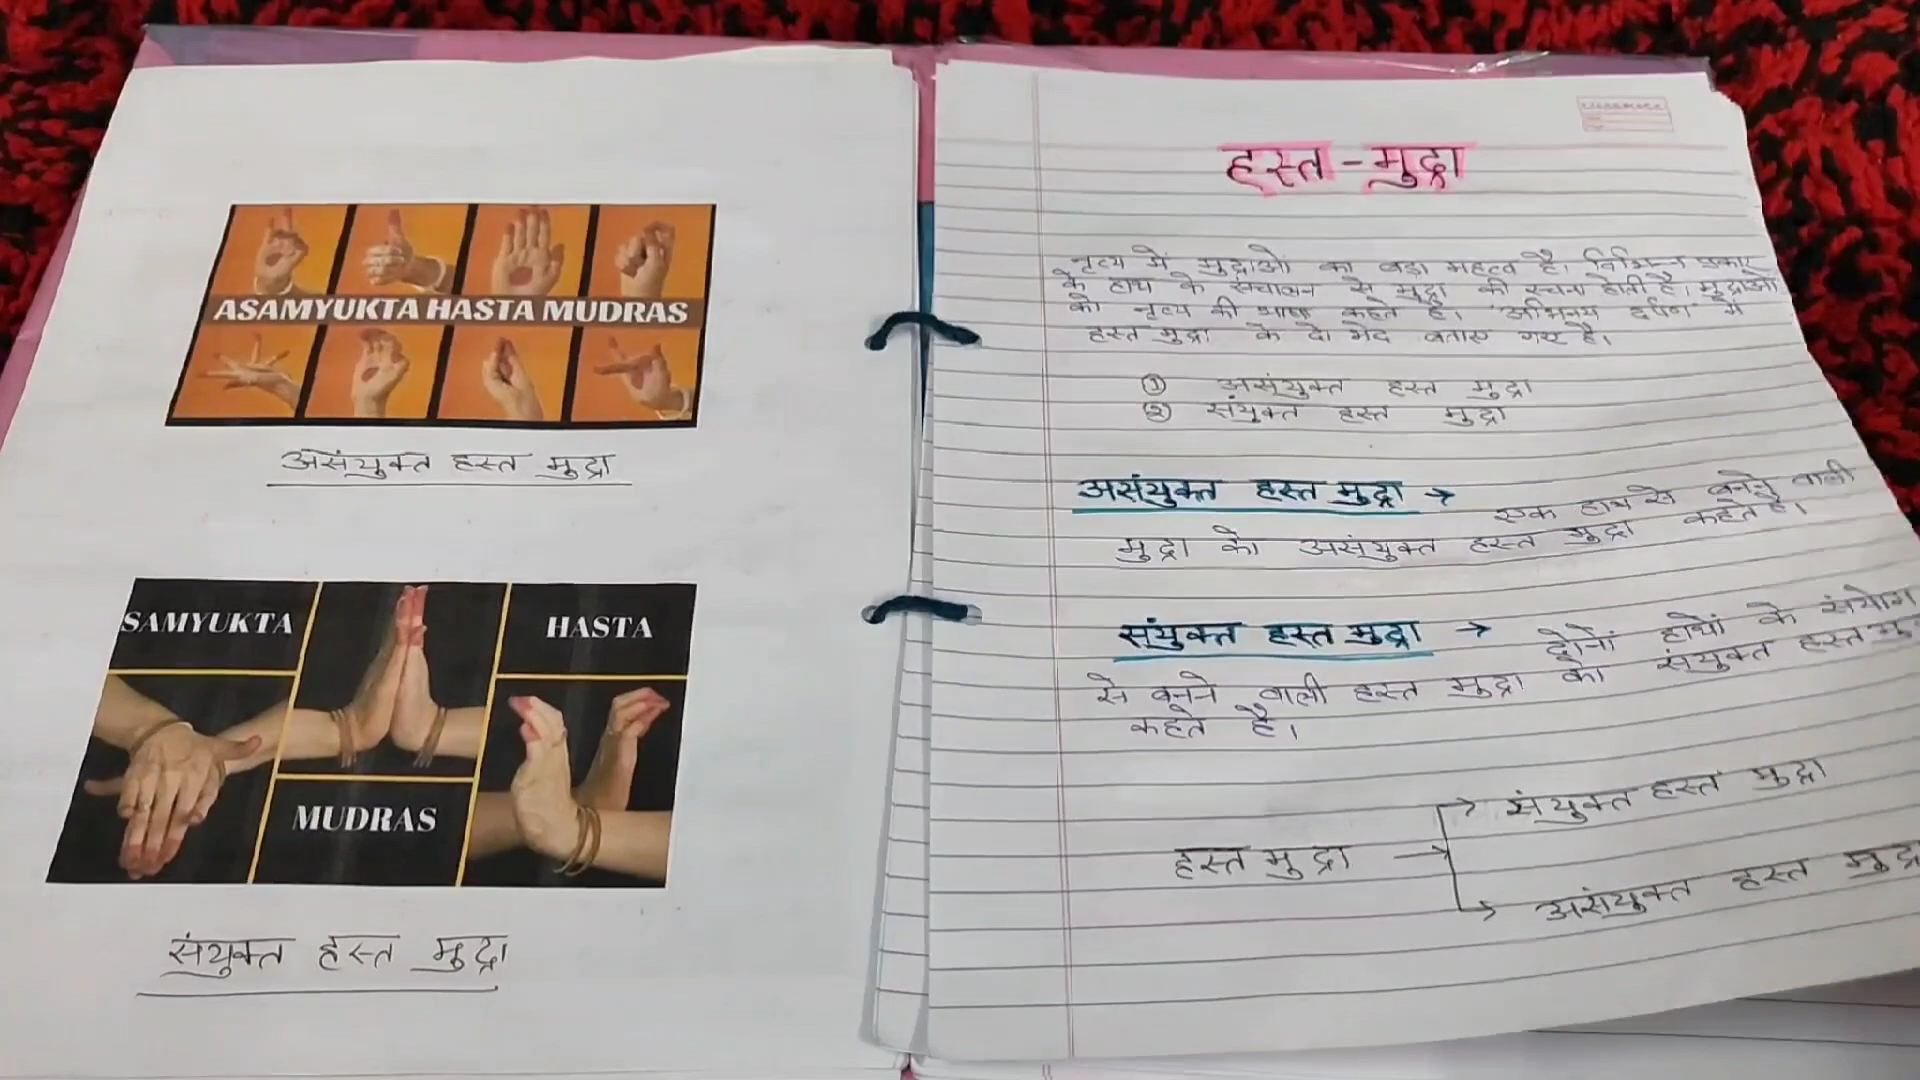 ASAMYUKTA HASTA MUDRAS
असंयुक्त हस्त मुद्रा
SAMYUKTA
HASTA
MUDRAS
संयुक्त हस्त मुद्रा
हस्त - मुद्रा
नृत्य में मुद्राओं का बड़ा महत्व है। विभिन्न प्रकार
के हाथ के संचालन से मुद्रा की रचना होती है। मुद्राओं
को नृत्य की भाषा कहते हैं। अभिनय दर्पण में
हस्त मुद्रा के दो भेद बताए गए है।
① असंयुक्त हस्त मुद्रा
② संयुक्त हस्त मुद्रा
असंयुक्त हस्त मुद्रा → एक हाथ से बनने वाली
मुद्रा को असंयुक्त हस्त मुद्रा कहते है।
संयुक्त हस्त मुद्रा → दोनों हाथों के संयोग
से बनने वाली हस्त मुद्रा को संयुक्त हस्त मु
कहते है।
हस्त मुद्रा → → संयुक्त हस्त मुद्रा
→ असंयुक्त हस्त मुद्रा